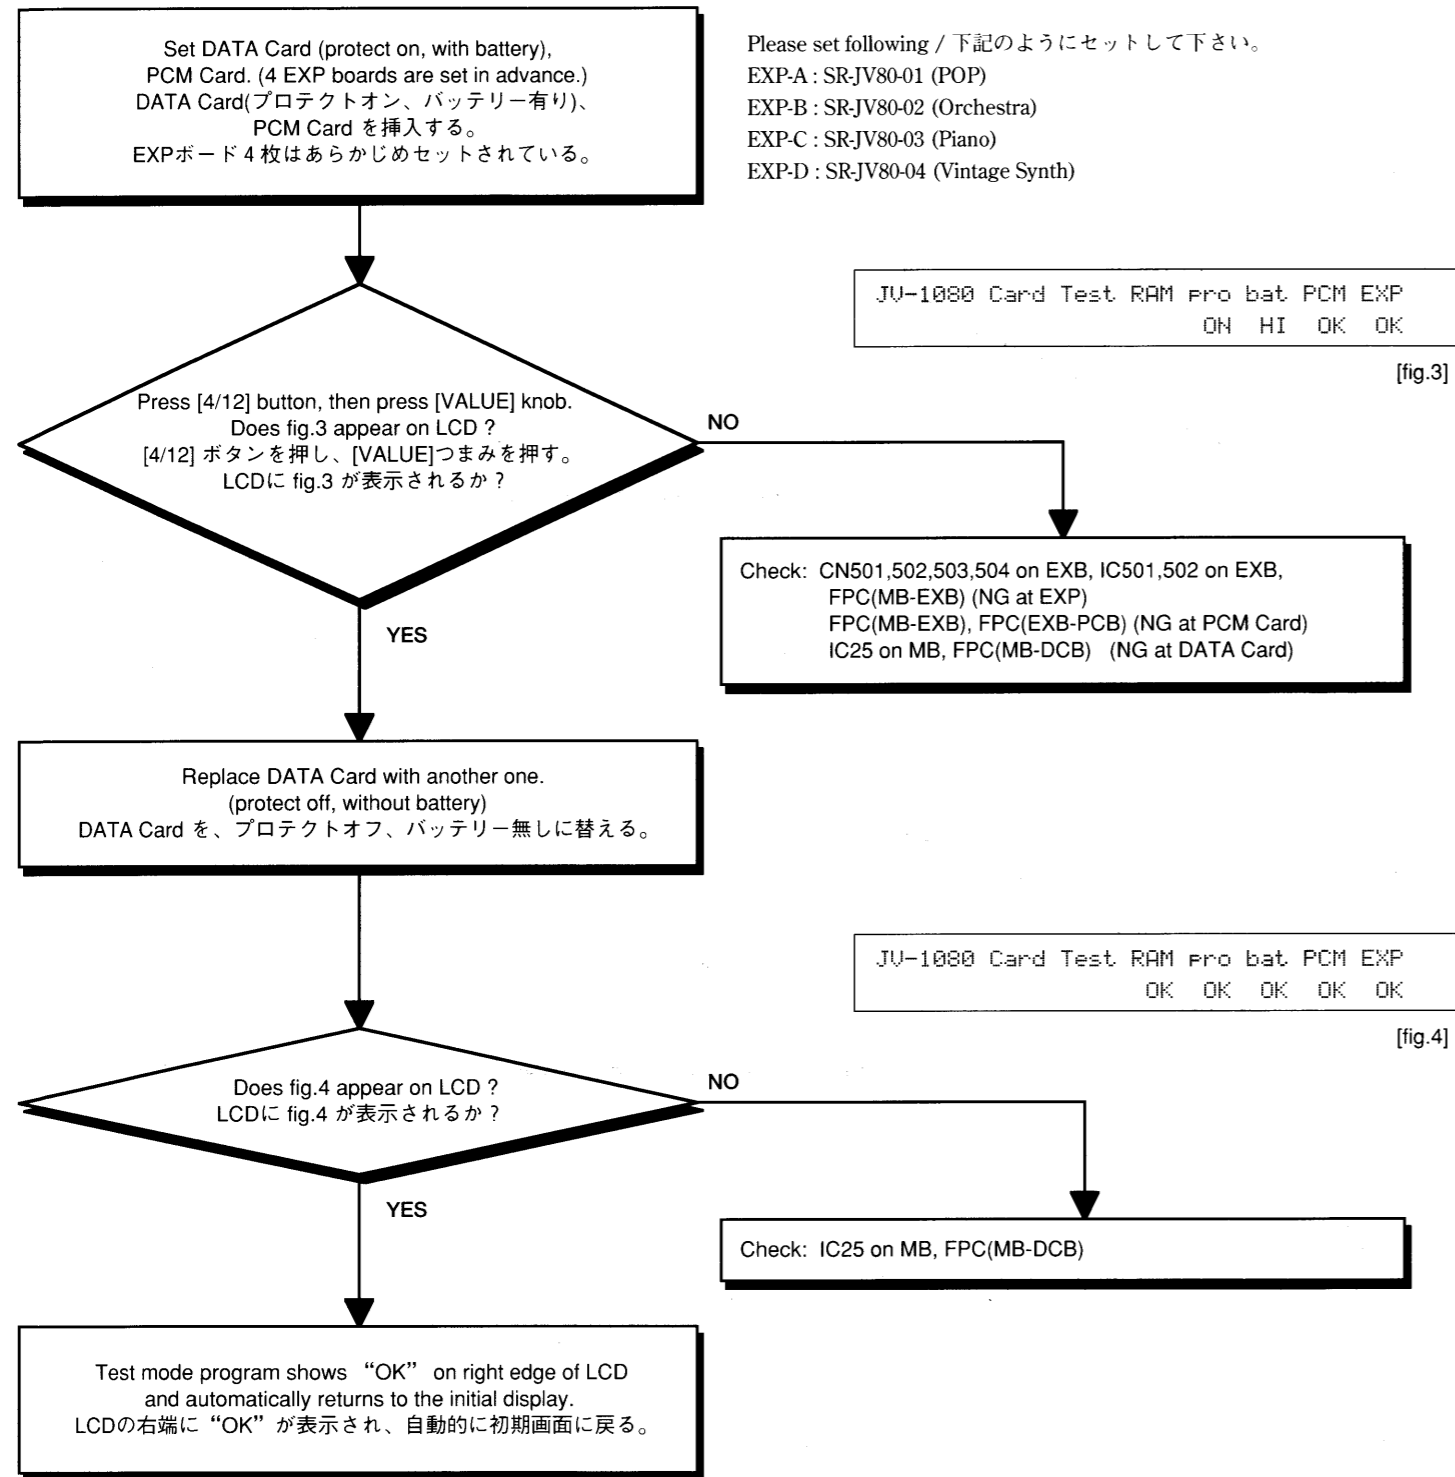 Set DATA Card (protect on, with battery),
PCM Card. (4 EXP boards are set in advance.)
DATA Card(プロテクトオン、バッテリー有り)、
PCM Card を挿入する。
EXPボード 4 枚はあらかじめセットされている。
Please set following / 下記のようにセットして下さい。
EXP-A : SR-JV80-01 (POP)
EXP-B : SR-JV80-02 (Orchestra)
EXP-C : SR-JV80-03 (Piano)
EXP-D : SR-JV80-04 (Vintage Synth)
JV-1080 Card Test RAM pro bat PCM EXP
ON HI OK OK
[fig.3]
Press [4/12] button, then press [VALUE] knob.
Does fig.3 appear on LCD ?
[4/12] ボタンを押し、[VALUE]つまみを押す。
LCDに fig.3 が表示されるか ?
NO
Check: CN501,502,503,504 on EXB, IC501,502 on EXB,
FPC(MB-EXB) (NG at EXP)
FPC(MB-EXB), FPC(EXB-PCB) (NG at PCM Card)
IC25 on MB, FPC(MB-DCB) (NG at DATA Card)
YES
Replace DATA Card with another one.
(protect off, without battery)
DATA Card を、プロテクトオフ、バッテリー無しに替える。
JV-1080 Card Test RAM pro bat PCM EXP
OK OK OK OK OK
[fig.4]
Does fig.4 appear on LCD ?
LCDに fig.4 が表示されるか ?
NO
Check: IC25 on MB, FPC(MB-DCB)
YES
Test mode program shows “OK” on right edge of LCD
and automatically returns to the initial display.
LCDの右端に “OK” が表示され、自動的に初期画面に戻る。